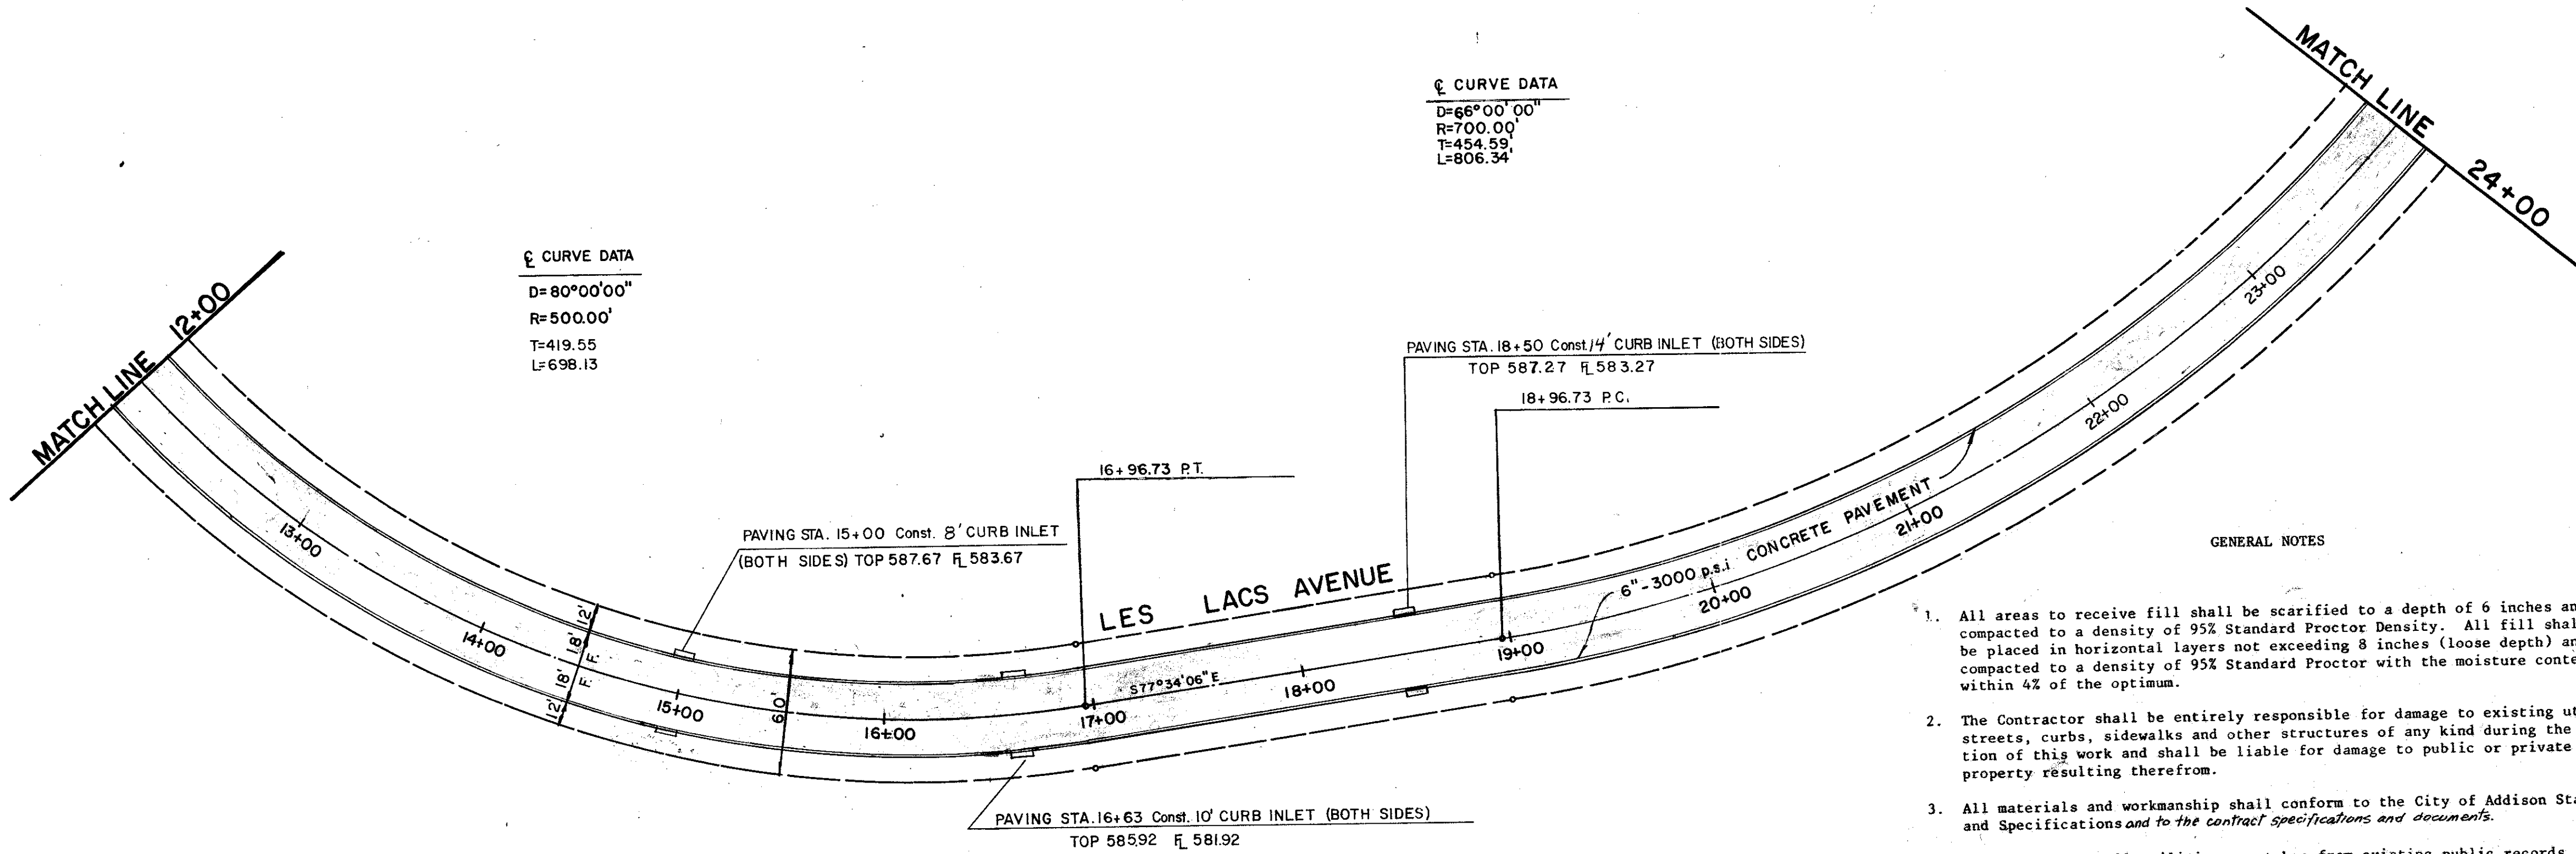 ℄ CURVE DATA
D=66°00'00"
R=700.00'
T=454.59'
L=806.34'
MATCH LINE
24+00
℄ CURVE DATA
D=80°00'00"
R=500.00'
T=419.55
L=698.13
MATCH LINE
12+00
PAVING STA. 18+50 Const. 14' CURB INLET (BOTH SIDES)
TOP 587.27 FL 583.27
18+96.73 P.C.
16+96.73 P.T.
PAVING STA. 15+00 Const. 8' CURB INLET
(BOTH SIDES) TOP 587.67 FL 583.67
LES LACS AVENUE
6"-3000 p.s.i CONCRETE PAVEMENT
S77°34'06"E
13+00
14+00
15+00
16+00
17+00
18+00
19+00
20+00
21+00
22+00
23+00
12'
18'
F.
F.
18'
12'
60'
PAVING STA. 16+63 Const. 10' CURB INLET (BOTH SIDES)
TOP 585.92 FL 581.92
GENERAL NOTES
1. All areas to receive fill shall be scarified to a depth of 6 inches an
compacted to a density of 95% Standard Proctor Density. All fill shal
be placed in horizontal layers not exceeding 8 inches (loose depth) an
compacted to a density of 95% Standard Proctor with the moisture conte
within 4% of the optimum.
2. The Contractor shall be entirely responsible for damage to existing ut
streets, curbs, sidewalks and other structures of any kind during the
tion of this work and shall be liable for damage to public or private
property resulting therefrom.
3. All materials and workmanship shall conform to the City of Addison Sta
and Specifications and to the contract specifications and documents.
from existing public records